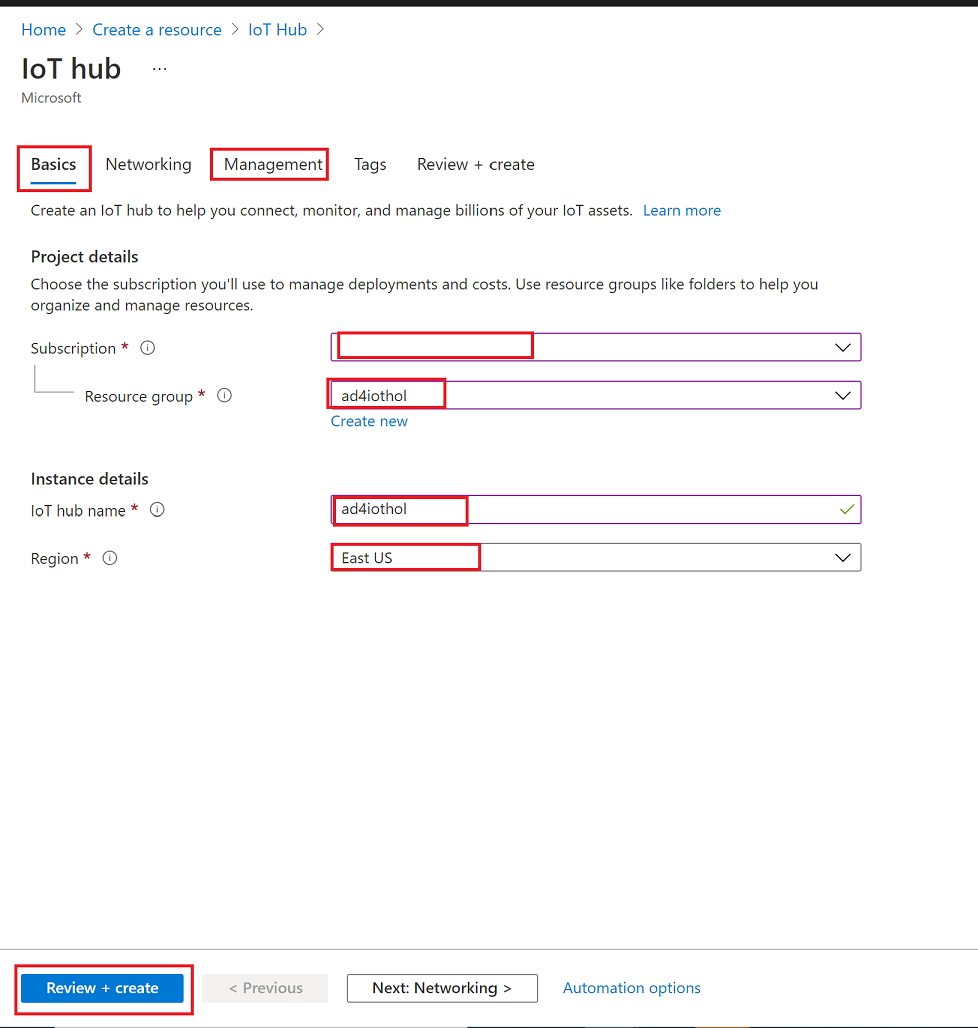 Home > Create a resource > IoT Hub >
IoT hub ...
Microsoft
Basics Networking Management Tags Review + create
Create an IoT hub to help you connect, monitor, and manage billions of your IoT assets. Learn more
Project details
Choose the subscription you'll use to manage deployments and costs. Use resource groups like folders to help you
organize and manage resources.
Subscription *
Resource group * ad4iothol
Create new
Instance details
IoT hub name * ad4iothol
Region * East US
Review + create < Previous Next: Networking > Automation options